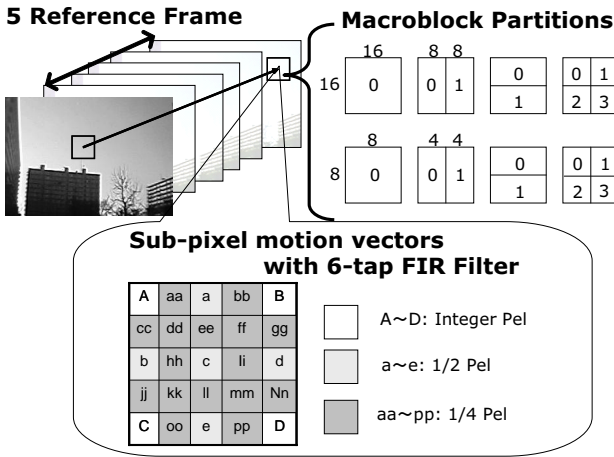 5 Reference Frame
Macroblock Partitions
16 8 8
16 0 0 1 0 1 0 1 2 3
8 4 4
8 0 0 1 0 1 0 1 2 3
Sub-pixel motion vectors
with 6-tap FIR Filter
A aa a bb B
cc dd ee ff gg
b hh c Ii d
jj kk ll mm Nn
C oo e pp D
A~D: Integer Pel
a~e: 1/2 Pel
aa~pp: 1/4 Pel